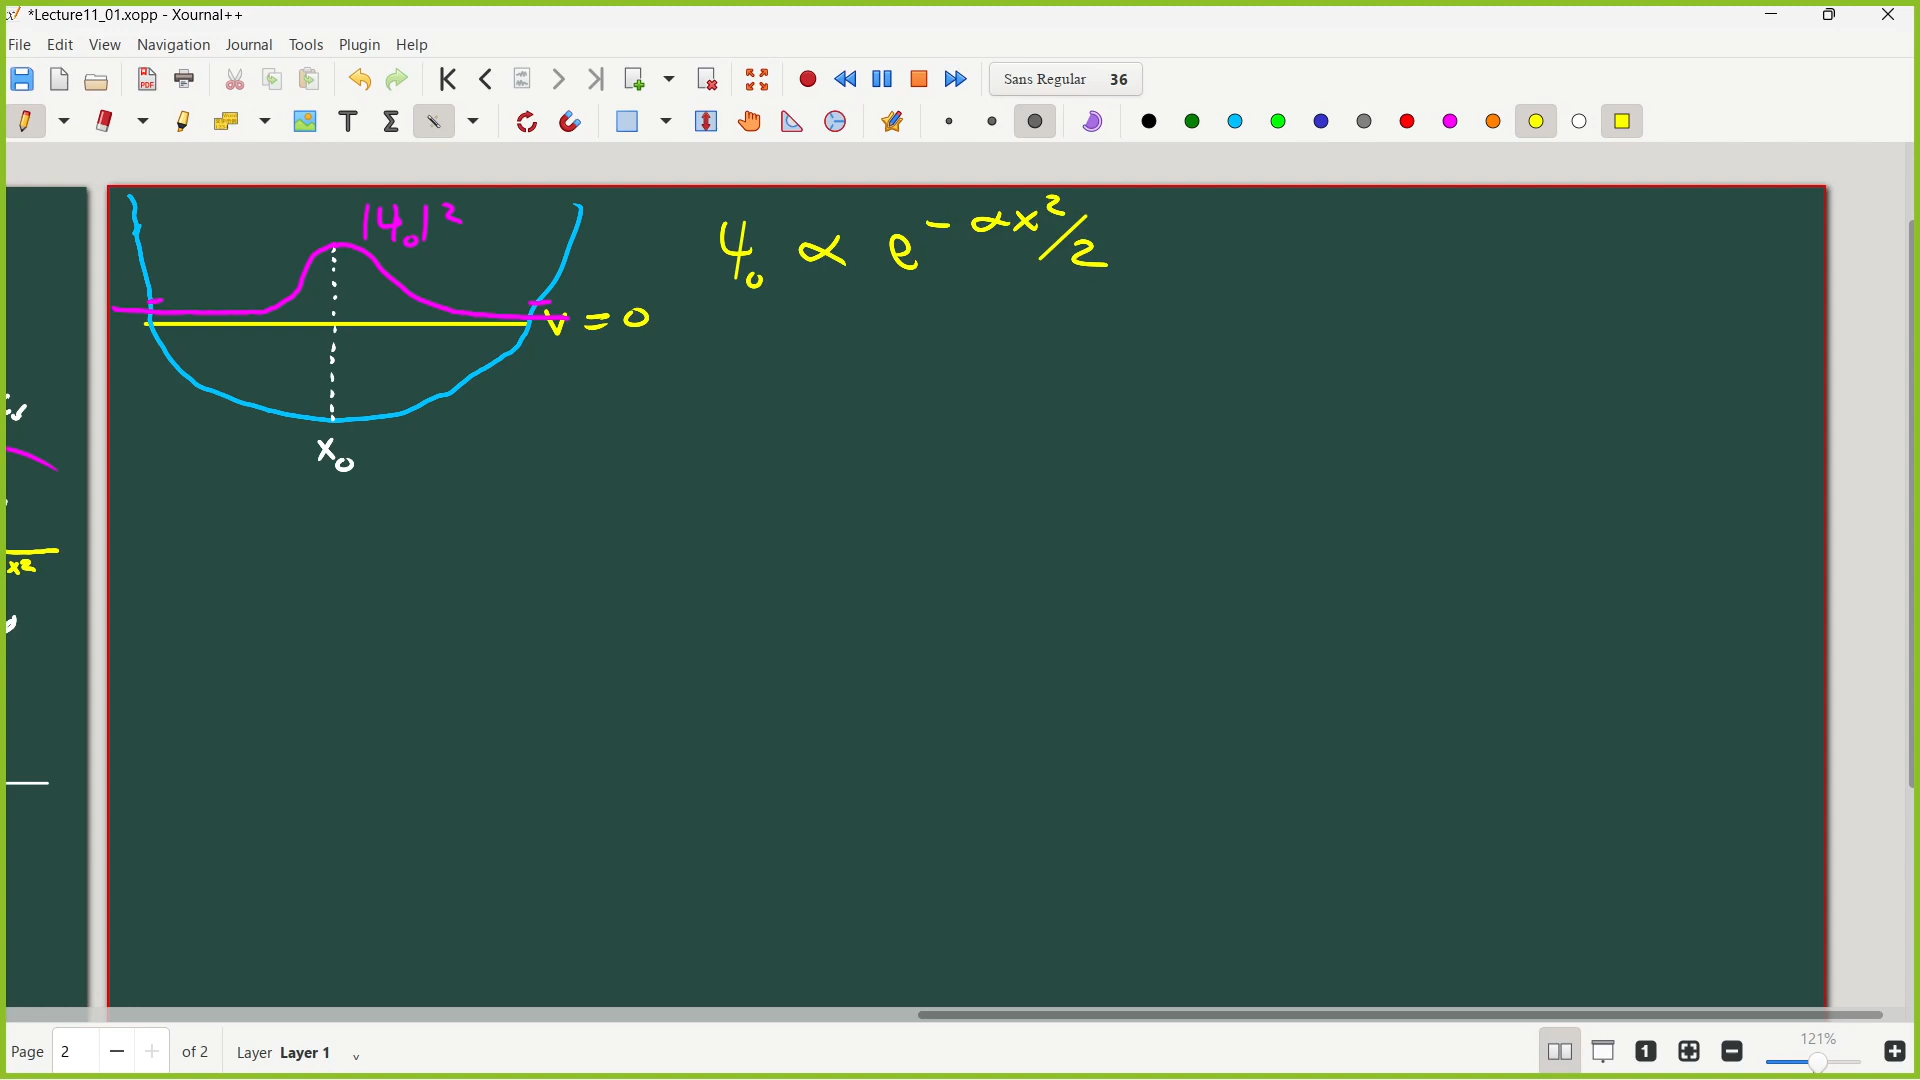 *Lecture11_01.xopp - Xournal++
File Edit View Navigation Journal Tools Plugin Help
Sans Regular 36
|ψ₀|²
ψ₀ ∝ e^{-αx²/2}
v = 0
x₀
x²
Page 2 of 2 Layer Layer 1
121%